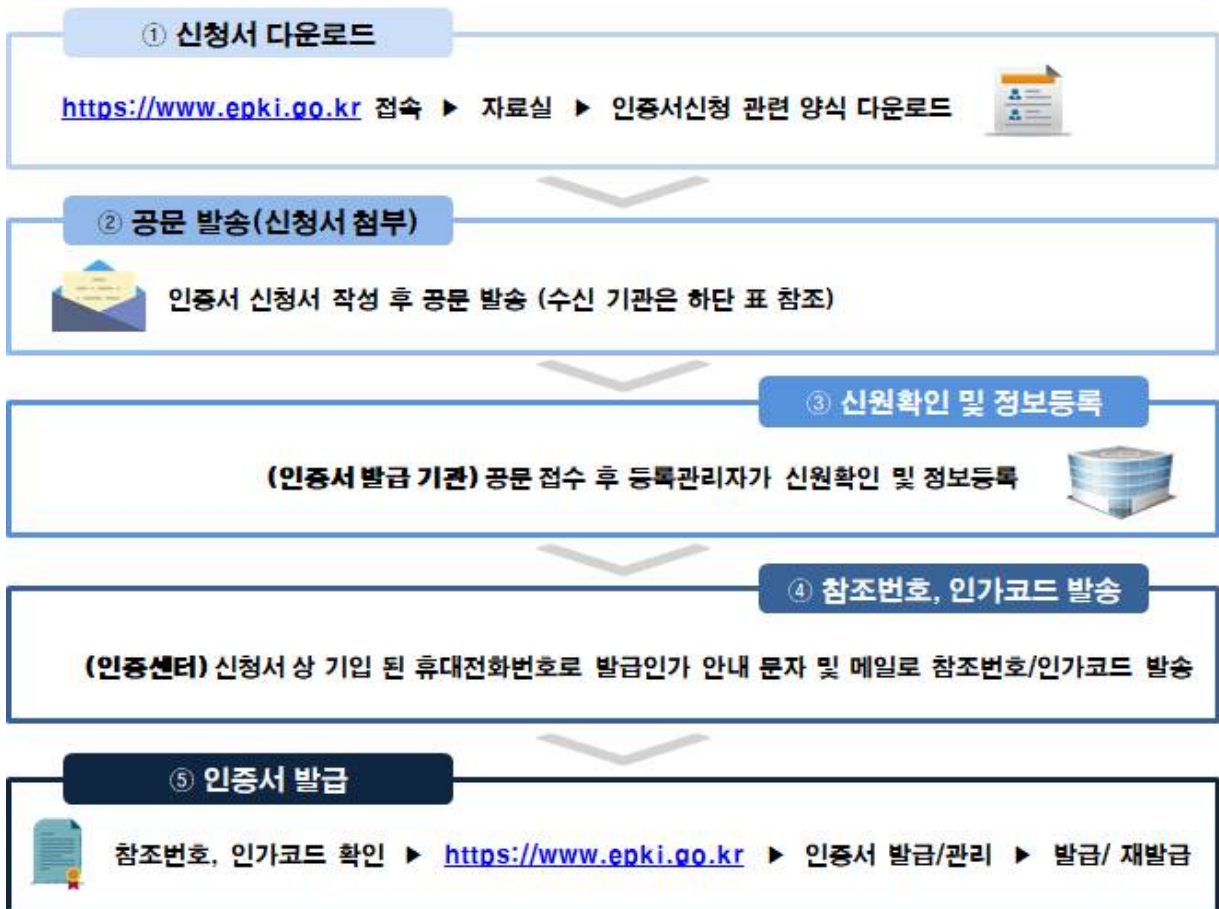 ① 신청서 다운로드
https://www.epki.go.kr 접속 ▶ 자료실 ▶ 인증서신청 관련 양식 다운로드
② 공문 발송(신청서 첨부)
인증서 신청서 작성 후 공문 발송 (수신 기관은 하단 표 참조)
③ 신원확인 및 정보등록
(인증서 발급 기관) 공문 접수 후 등록관리자가 신원확인 및 정보등록
④ 참조번호, 인가코드 발송
(인증센터) 신청서 상 기입 된 휴대전화번호로 발급인가 안내 문자 및 메일로 참조번호/인가코드 발송
⑤ 인증서 발급
참조번호, 인가코드 확인 ▶ https://www.epki.go.kr ▶ 인증서 발급/관리 ▶ 발급/ 재발급